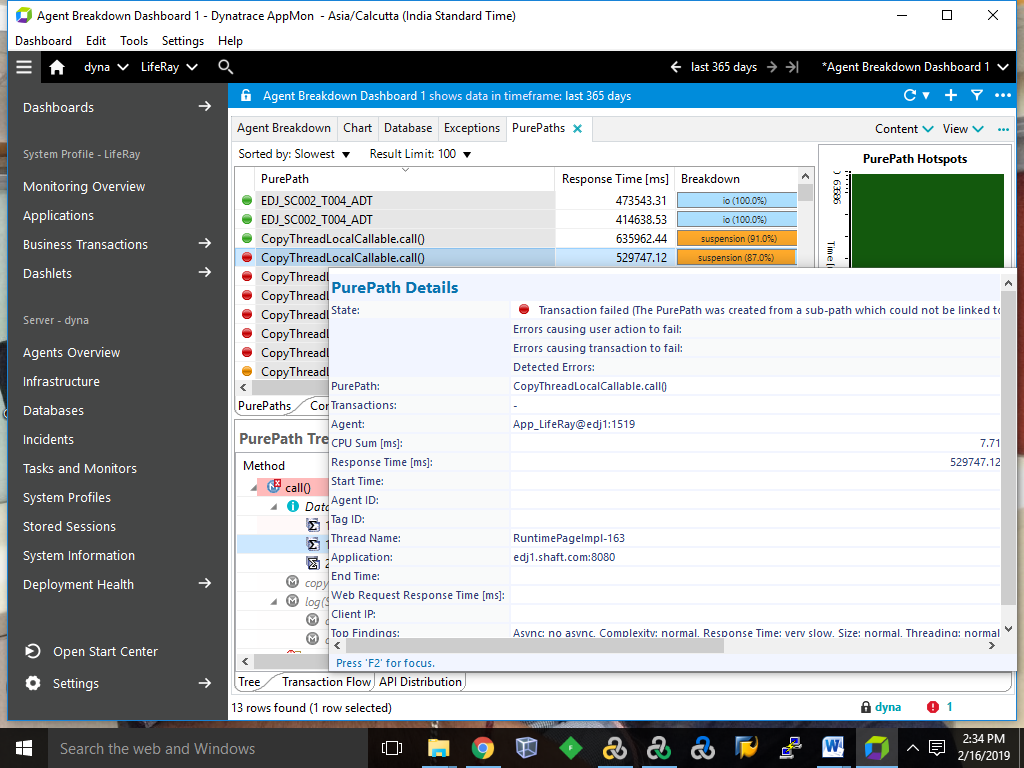 Agent Breakdown Dashboard 1 - Dynatrace AppMon - Asia/Calcutta (India Standard Time)
Dashboard Edit Tools Settings Help
dyna LifeRay last 365 days *Agent Breakdown Dashboard 1
Agent Breakdown Dashboard 1 shows data in timeframe: last 365 days
Dashboards
System Profile - LifeRay
Monitoring Overview
Applications
Business Transactions
Dashlets
Server - dyna
Agents Overview
Infrastructure
Databases
Incidents
Tasks and Monitors
System Profiles
Stored Sessions
System Information
Deployment Health
Open Start Center
Settings
Agent Breakdown Chart Database Exceptions PurePaths Content View
Sorted by: Slowest Result Limit: 100
PurePath Response Time [ms] Breakdown
EDJ_SC002_T004_ADT 473543.31 io (100.0%)
EDJ_SC002_T004_ADT 414638.53 io (100.0%)
CopyThreadLocalCallable.call() 635962.44 suspension (91.0%)
CopyThreadLocalCallable.call() 529747.12 suspension (87.0%)
CopyThreadL
CopyThreadL
CopyThreadL
CopyThreadL
CopyThreadL
CopyThreadL
PurePaths Cor
PurePath Hotspots
Time [
PurePath Tre
Method
call()
Data
copy
log(S
PurePath Details
State: Transaction failed (The PurePath was created from a sub-path which could not be linked to
Errors causing user action to fail:
Errors causing transaction to fail:
Detected Errors:
PurePath: CopyThreadLocalCallable.call()
Transactions: -
Agent: App_LifeRay@edj1:1519
CPU Sum [ms]: 7.71
Response Time [ms]: 529747.12
Start Time:
Agent ID:
Tag ID:
Thread Name: RuntimePageImpl-163
Application: edj1.shaft.com:8080
End Time:
Web Request Response Time [ms]:
Client IP:
Top Findings: Async: no async, Complexity: normal, Response Time: very slow, Size: normal, Threading: normal
Press 'F2' for focus.
Tree Transaction Flow API Distribution
13 rows found (1 row selected) dyna 1
Search the web and Windows
2:34 PM
2/16/2019